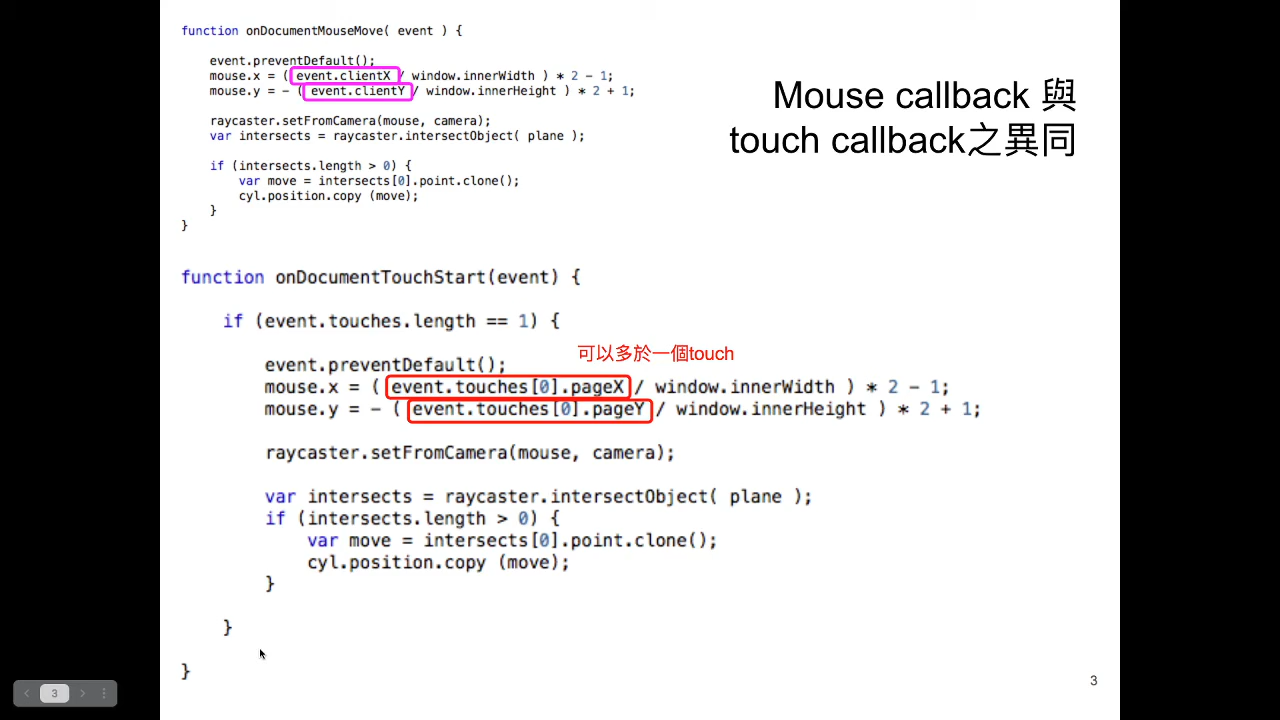 function onDocumentMouseMove( event ) {
event.preventDefault();
mouse.x = ( event.clientX / window.innerWidth ) * 2 - 1;
mouse.y = - ( event.clientY / window.innerHeight ) * 2 + 1;
raycaster.setFromCamera(mouse, camera);
var intersects = raycaster.intersectObject( plane );
if (intersects.length > 0) {
var move = intersects[0].point.clone();
cyl.position.copy (move);
}
}
Mouse callback 與
touch callback之異同
function onDocumentTouchStart(event) {
if (event.touches.length == 1) {
可以多於一個touch
event.preventDefault();
mouse.x = ( event.touches[0].pageX / window.innerWidth ) * 2 - 1;
mouse.y = - ( event.touches[0].pageY / window.innerHeight ) * 2 + 1;
raycaster.setFromCamera(mouse, camera);
var intersects = raycaster.intersectObject( plane );
if (intersects.length > 0) {
var move = intersects[0].point.clone();
cyl.position.copy (move);
}
}
}
3
3